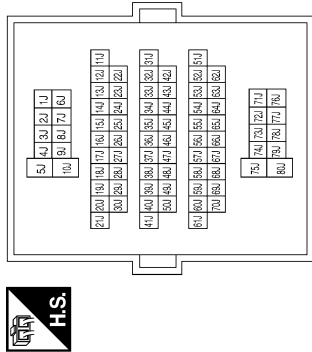 H.S.
5J 4J 3J 2J 1J
10J 9J 8J 7J 6J
21J 20J 19J 18J 17J 16J 15J 14J 13J 12J 11J
30J 29J 28J 27J 26J 25J 24J 23J 22J
41J 40J 39J 38J 37J 36J 35J 34J 33J 32J 31J
50J 49J 48J 47J 46J 45J 44J 43J 42J
61J 60J 59J 58J 57J 56J 55J 54J 53J 52J 51J
70J 69J 68J 67J 66J 65J 64J 63J 62J
75J 74J 73J 72J 71J
80J 79J 78J 77J 76J